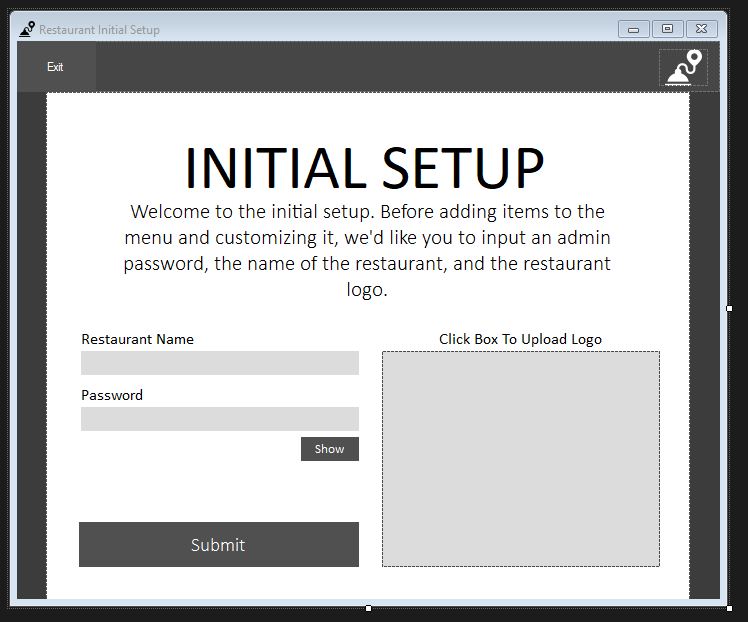 Restaurant Initial Setup
Exit
INITIAL SETUP
Welcome to the initial setup. Before adding items to the
menu and customizing it, we'd like you to input an admin
password, the name of the restaurant, and the restaurant
logo.
Restaurant Name
Click Box To Upload Logo
Password
Show
Submit